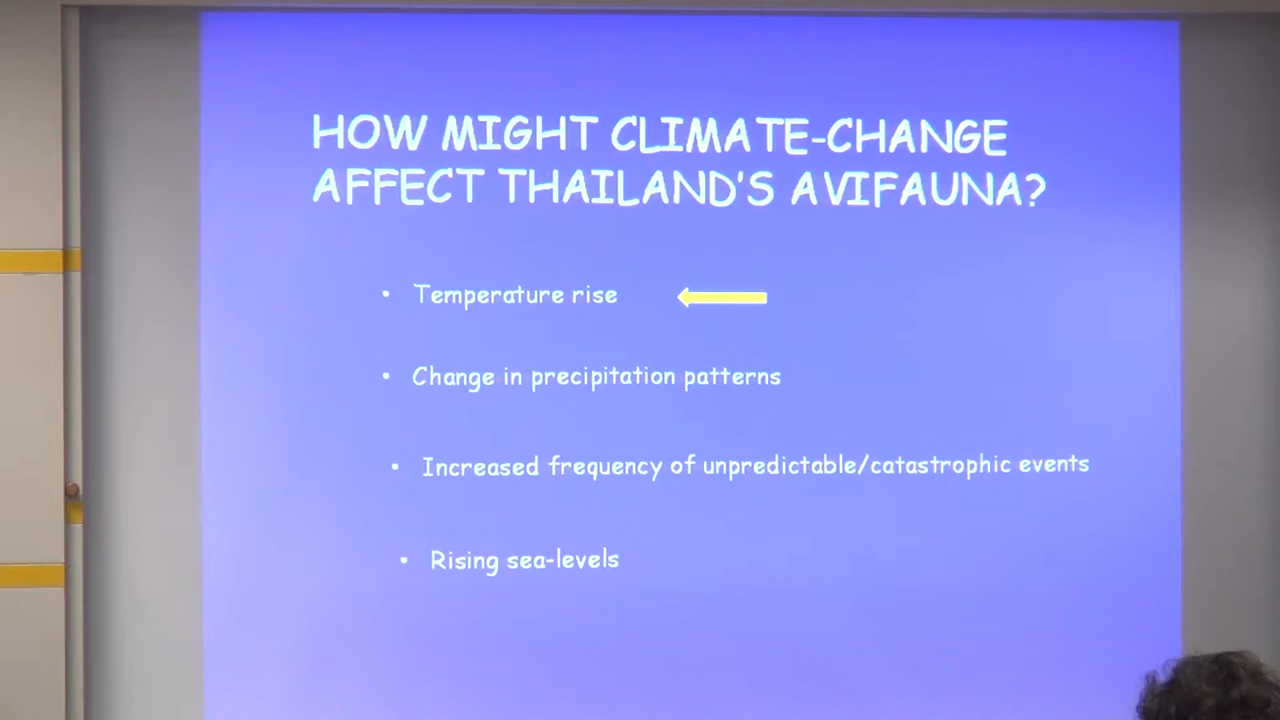 HOW MIGHT CLIMATE-CHANGE
AFFECT THAILAND'S AVIFAUNA?
• Temperature rise
• Change in precipitation patterns
• Increased frequency of unpredictable/catastrophic events
• Rising sea-levels